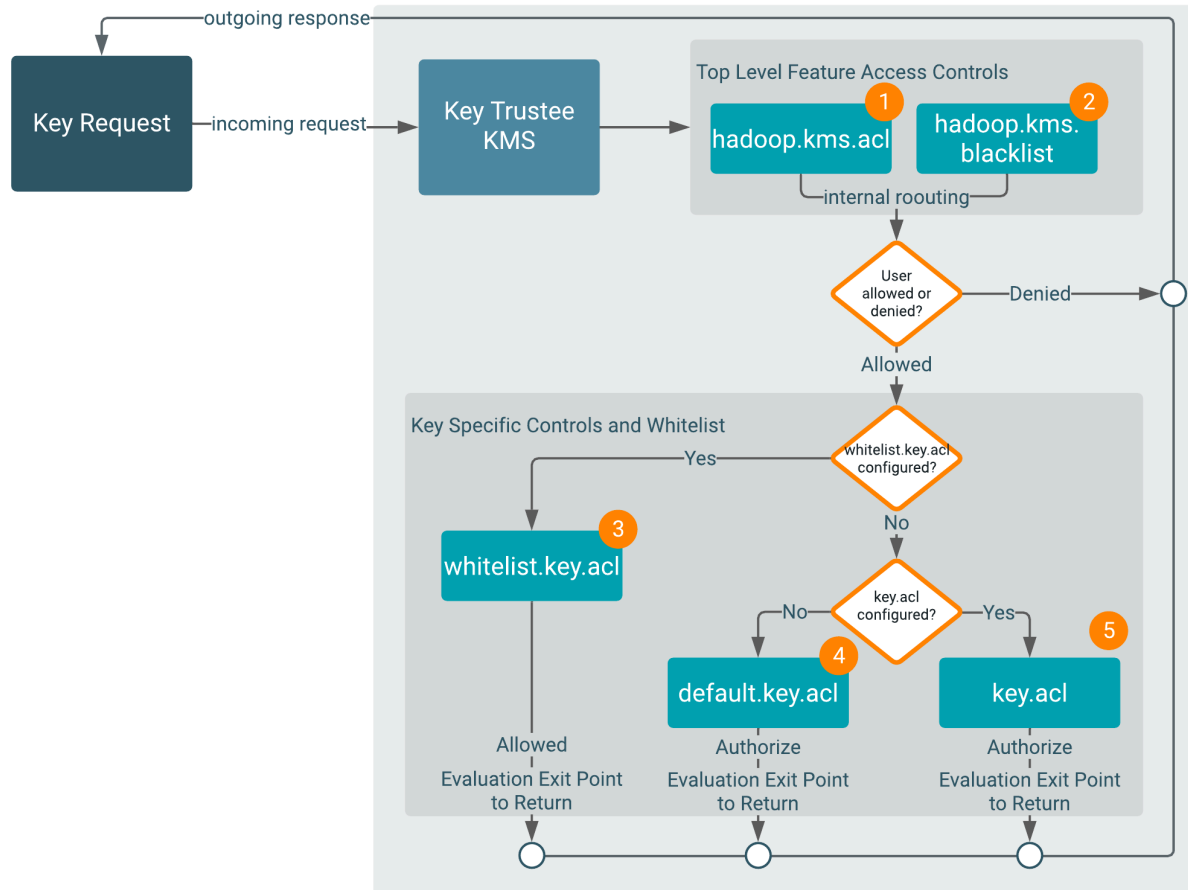 outgoing response
Key Request
incoming request
Key Trustee
KMS
Top Level Feature Access Controls
1
hadoop.kms.acl
2
hadoop.kms.
blacklist
internal roouting
User
allowed or
denied?
Denied
Allowed
Key Specific Controls and Whitelist
whitelist.key.acl
configured?
Yes
No
3
whitelist.key.acl
key.acl
configured?
No
Yes
4
default.key.acl
5
key.acl
Allowed
Evaluation Exit Point
to Return
Authorize
Evaluation Exit Point
to Return
Authorize
Evaluation Exit Point
to Return